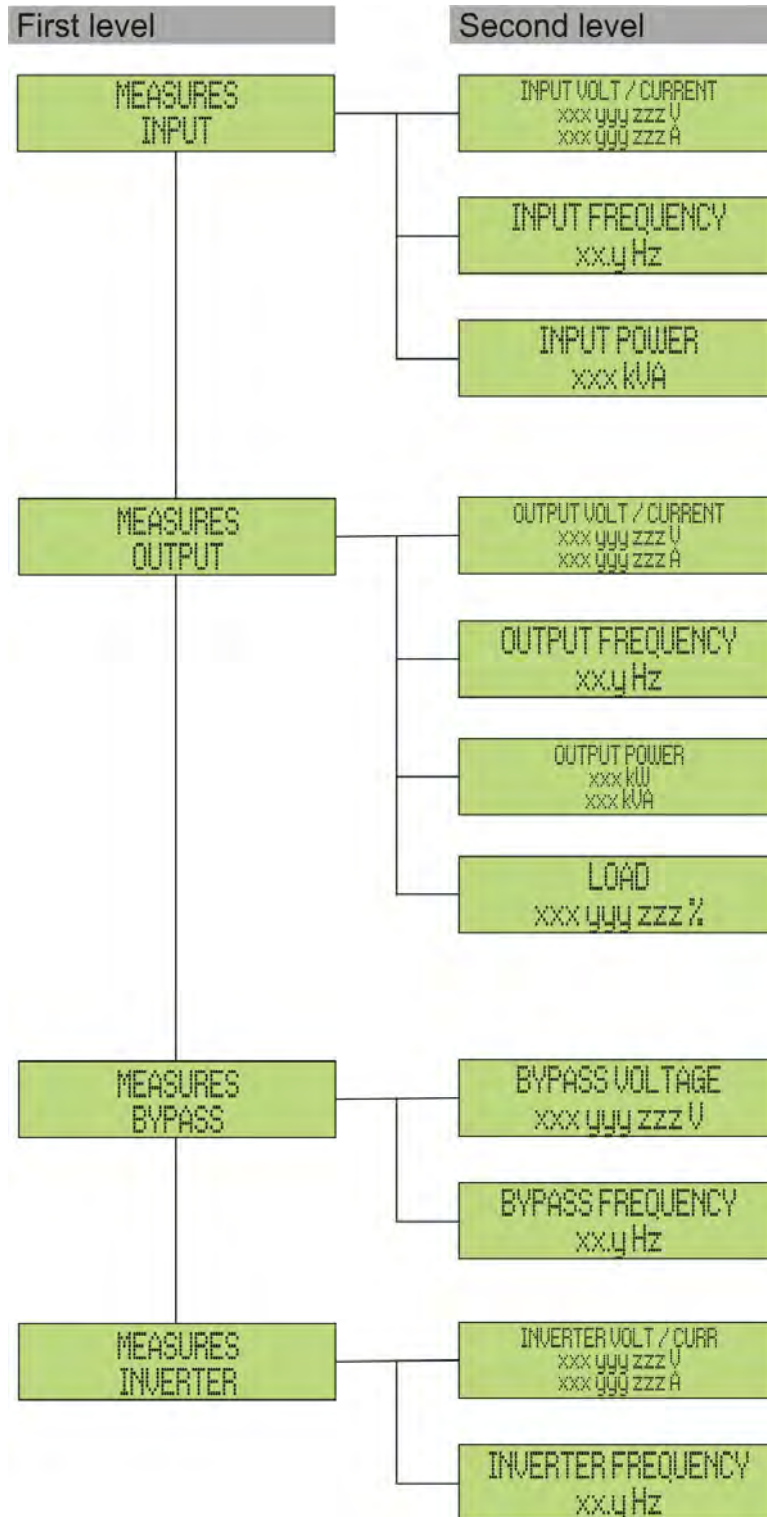 First level
Second level
MEASURES
INPUT
INPUT VOLT / CURRENT
xxx yyy zzz V
xxx yyy zzz A
INPUT FREQUENCY
xx.y Hz
INPUT POWER
xxx kVA
MEASURES
OUTPUT
OUTPUT VOLT / CURRENT
xxx yyy zzz V
xxx yyy zzz A
OUTPUT FREQUENCY
xx.y Hz
OUTPUT POWER
xxx kW
xxx kVA
LOAD
xxx yyy zzz %
MEASURES
BYPASS
BYPASS VOLTAGE
xxx yyy zzz V
BYPASS FREQUENCY
xx.y Hz
MEASURES
INVERTER
INVERTER VOLT / CURR
xxx yyy zzz V
xxx yyy zzz A
INVERTER FREQUENCY
xx.y Hz